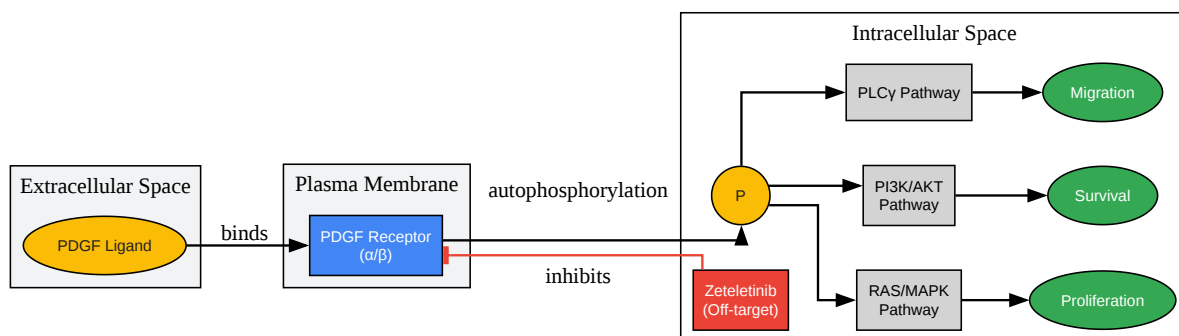 Intracellular Space
PLCγ Pathway
Migration
Extracellular Space
Plasma Membrane
autophosphorylation
P
PI3K/AKT
Pathway
Survival
PDGF Ligand
binds
PDGF Receptor
(α/β)
inhibits
Zeteletinib
(Off-target)
RAS/MAPK
Pathway
Proliferation